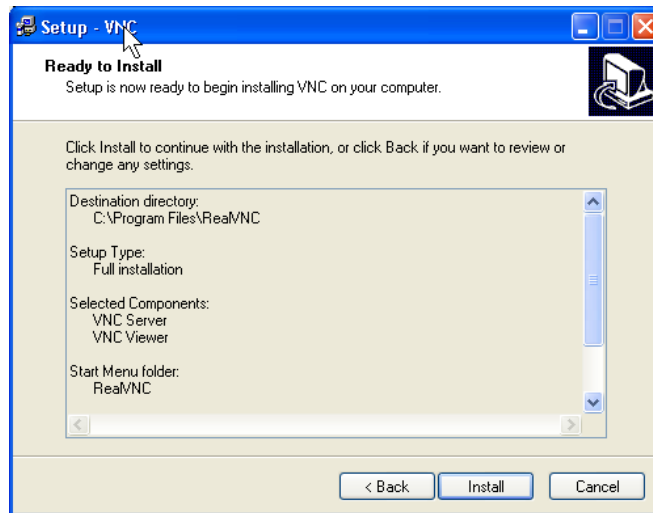 Setup - VNC
Ready to Install
Setup is now ready to begin installing VNC on your computer.
Click Install to continue with the installation, or click Back if you want to review or
change any settings.
Destination directory:
C:\Program Files\RealVNC
Setup Type:
Full installation
Selected Components:
VNC Server
VNC Viewer
Start Menu folder:
RealVNC
< Back
Install
Cancel